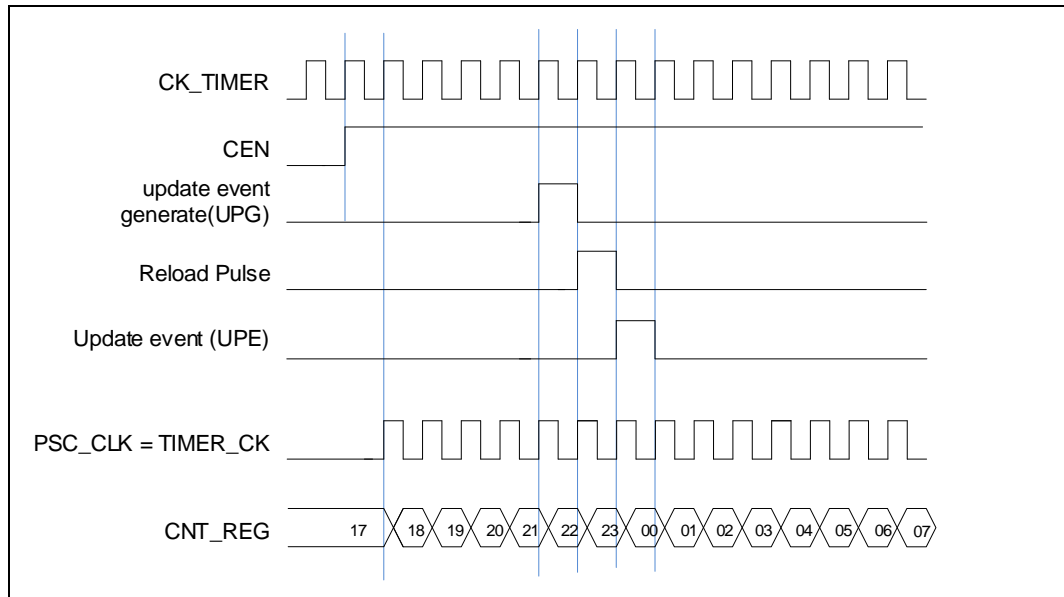 CK_TIMER
CEN
update event
generate(UPG)
Reload Pulse
Update event (UPE)
PSC_CLK = TIMER_CK
CNT_REG 17 18 19 20 21 22 23 00 01 02 03 04 05 06 07